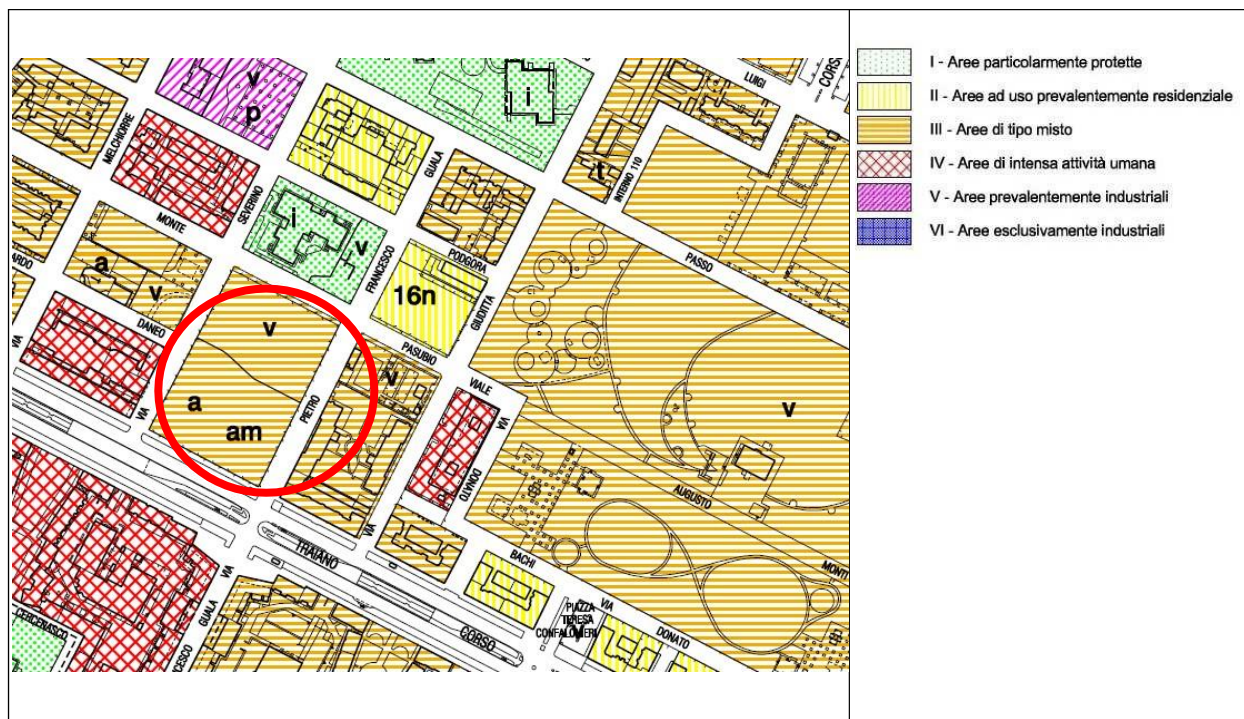 I - Aree particolarmente protette
II - Aree ad uso prevalentemente residenziale
III - Aree di tipo misto
IV - Aree di intensa attività umana
V - Aree prevalentemente industriali
VI - Aree esclusivamente industriali
v
p
i
LUIGI
CORS
MELCHIORRE
GUALA
t
INTERNO 110
SEVERINO
i
v
MONTE
FRANCESCO
PODGORA
PASSO
ARDO
a
v
16n
GIUDITTA
DANEO
v
PASUBIO
v
VIALE
VIA
VIA
a
am
PIETRO
VIA
v
DONATO
AUGUSTO
TRAIANO
VIA
BACHI
MONTI
VIA
GUALA
CORSO
PIAZZA
TERESA
CONFALONIERI
v
VIA
DONATO
CERCENASCO
CESCO